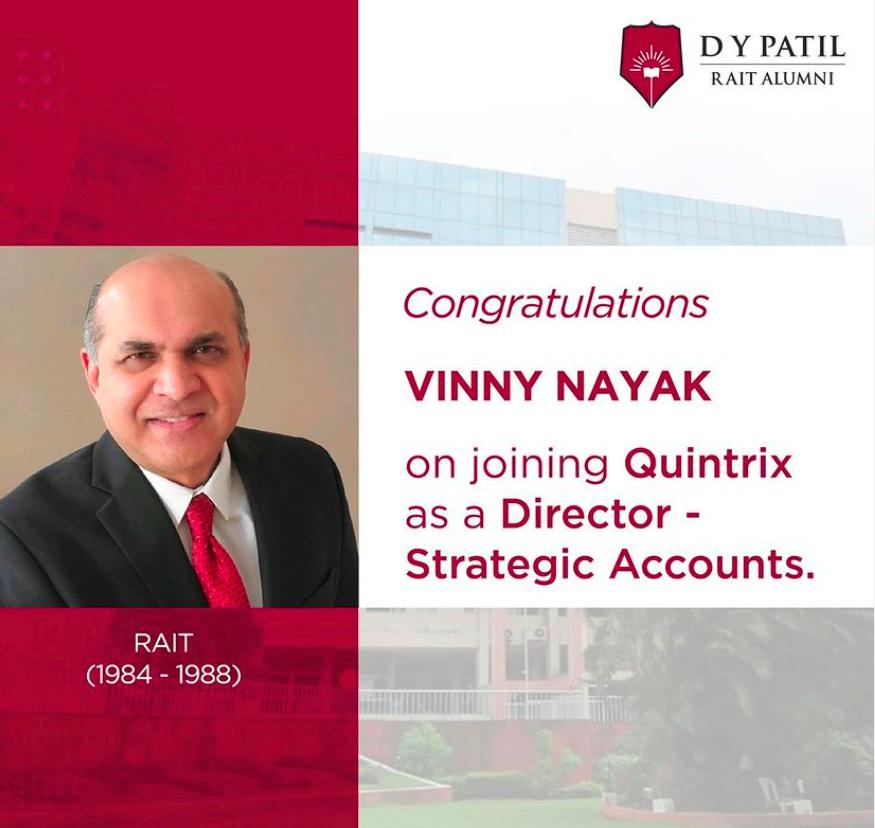 D Y PATIL
RAIT ALUMNI
Congratulations
VINNY NAYAK
on joining Quintrix
as a Director -
Strategic Accounts.
RAIT
(1984 - 1988)